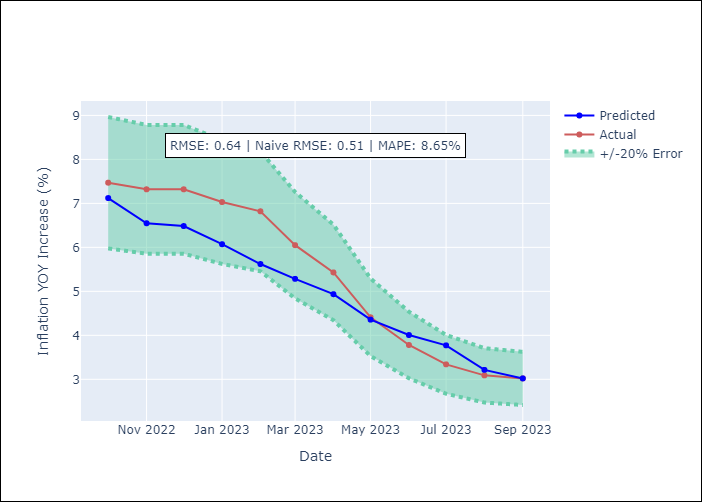 RMSE: 0.64 | Naive RMSE: 0.51 | MAPE: 8.65%
Predicted
Actual
+/-20% Error
Inflation YOY Increase (%)
9
8
7
6
5
4
3
Nov 2022 Jan 2023 Mar 2023 May 2023 Jul 2023 Sep 2023
Date